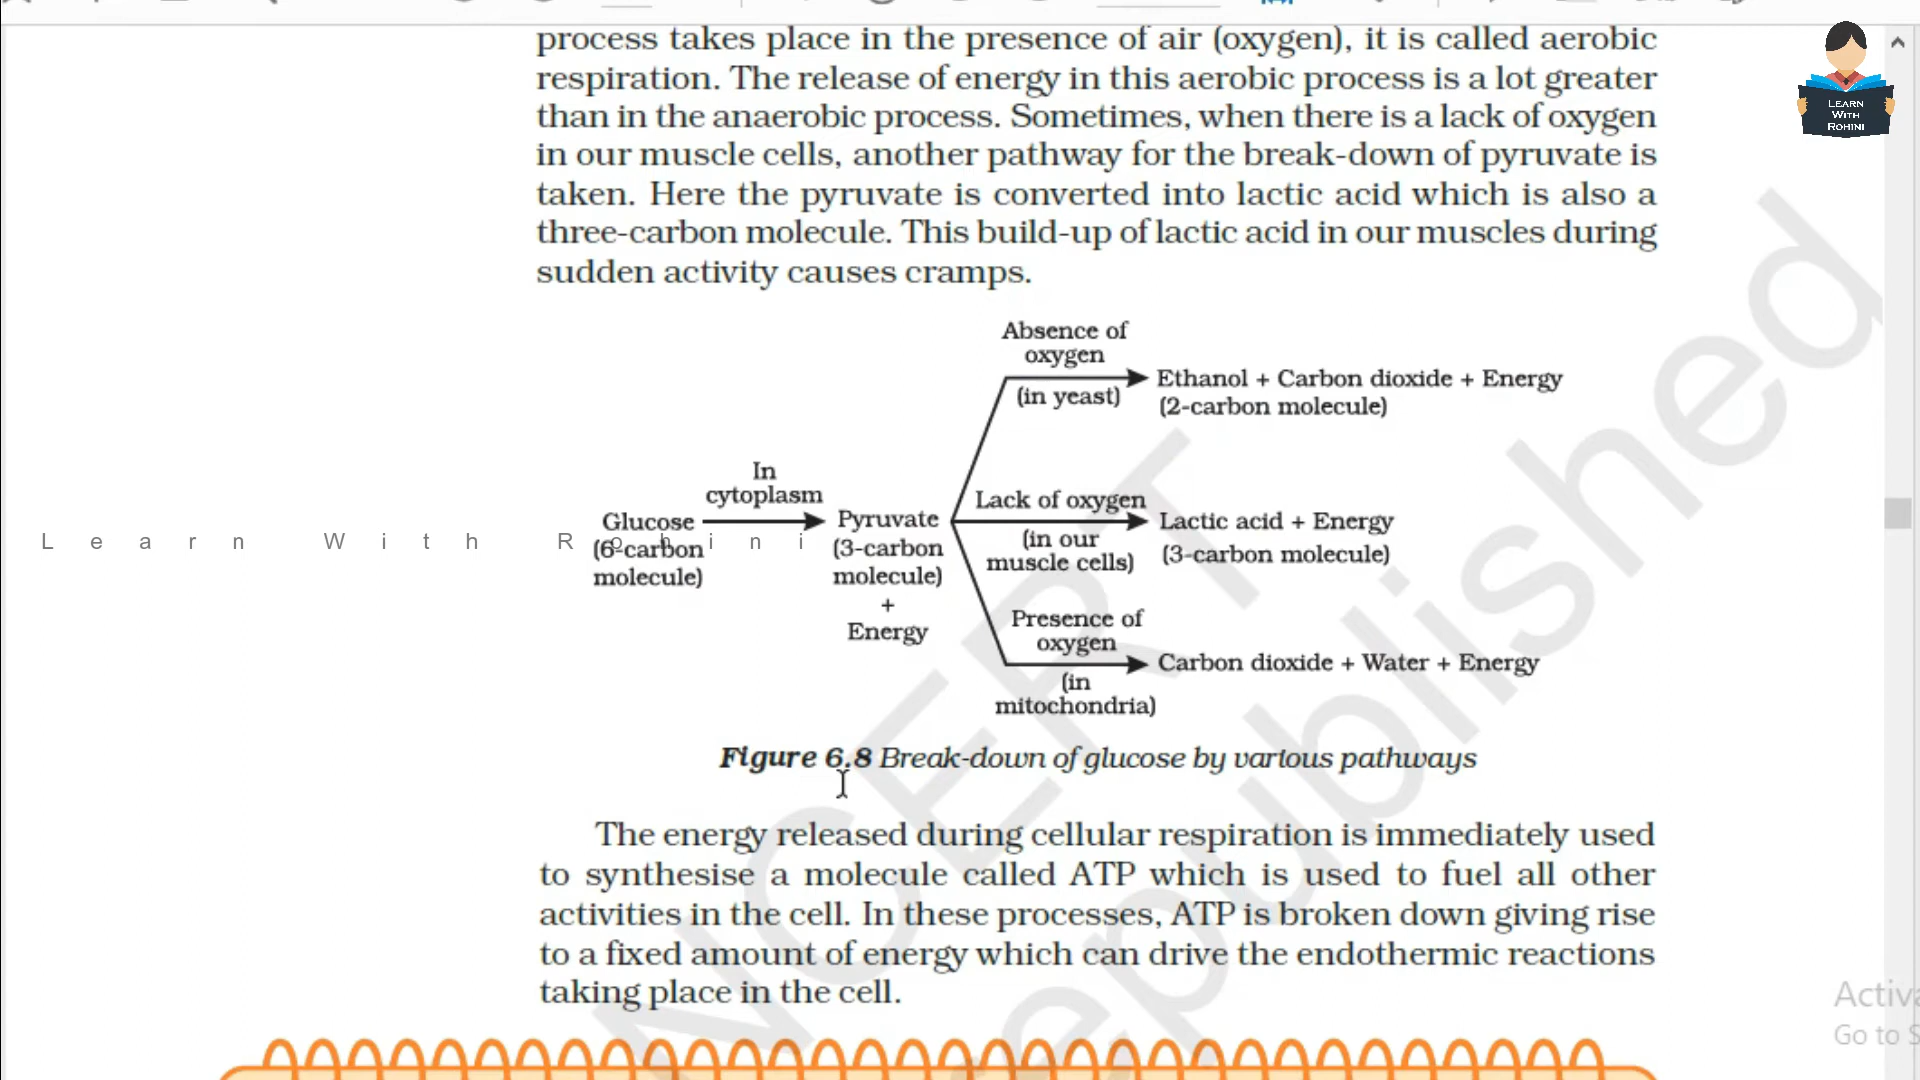 process takes place in the presence of air (oxygen), it is called aerobic
respiration. The release of energy in this aerobic process is a lot greater
than in the anaerobic process. Sometimes, when there is a lack of oxygen
in our muscle cells, another pathway for the break-down of pyruvate is
taken. Here the pyruvate is converted into lactic acid which is also a
three-carbon molecule. This build-up of lactic acid in our muscles during
sudden activity causes cramps.
LEARN
WITH
ROHINI
Absence of
oxygen
(in yeast)
Ethanol + Carbon dioxide + Energy
(2-carbon molecule)
In
cytoplasm
Glucose
(6-carbon
molecule)
Pyruvate
(3-carbon
molecule)
+
Energy
Lack of oxygen
(in our
muscle cells)
Lactic acid + Energy
(3-carbon molecule)
Presence of
oxygen
(in
mitochondria)
Carbon dioxide + Water + Energy
Learn With Rohini
Figure 6.8 Break-down of glucose by various pathways
The energy released during cellular respiration is immediately used
to synthesise a molecule called ATP which is used to fuel all other
activities in the cell. In these processes, ATP is broken down giving rise
to a fixed amount of energy which can drive the endothermic reactions
taking place in the cell.
NCERT
republished
Go to